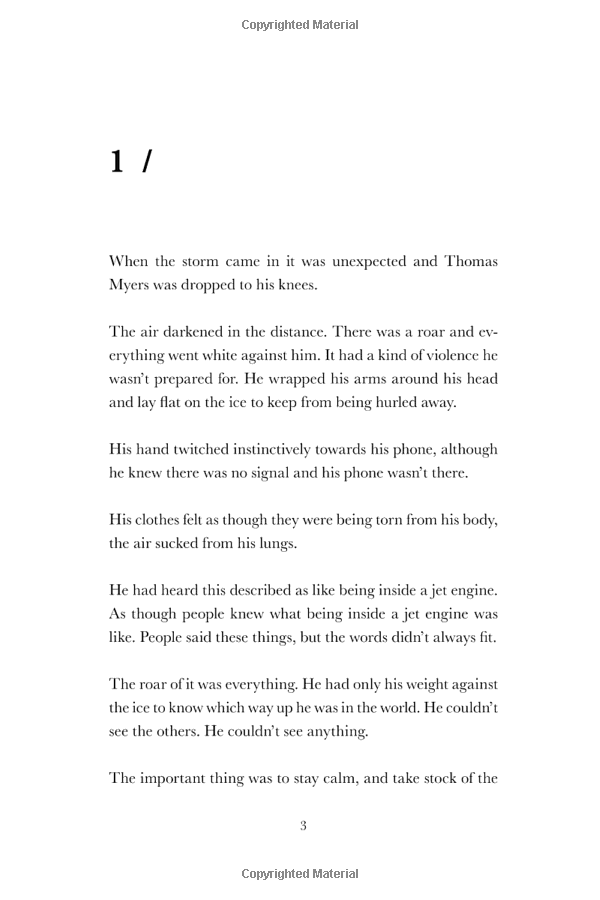 Copyrighted Material
1 /
When the storm came in it was unexpected and Thomas
Myers was dropped to his knees.
The air darkened in the distance. There was a roar and ev-
erything went white against him. It had a kind of violence he
wasn’t prepared for. He wrapped his arms around his head
and lay flat on the ice to keep from being hurled away.
His hand twitched instinctively towards his phone, although
he knew there was no signal and his phone wasn’t there.
His clothes felt as though they were being torn from his body,
the air sucked from his lungs.
He had heard this described as like being inside a jet engine.
As though people knew what being inside a jet engine was
like. People said these things, but the words didn’t always fit.
The roar of it was everything. He had only his weight against
the ice to know which way up he was in the world. He couldn’t
see the others. He couldn’t see anything.
The important thing was to stay calm, and take stock of the
3
Copyrighted Material